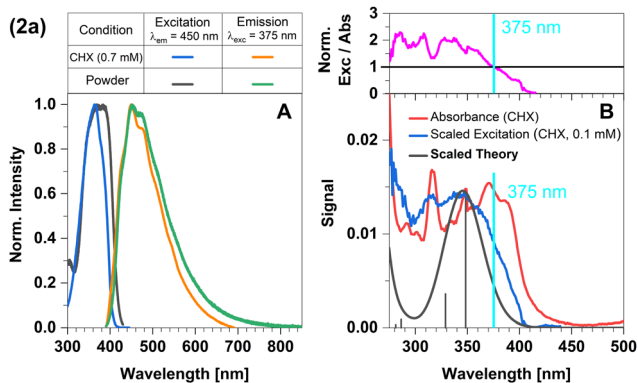 (2a)
Condition
Excitation
λem = 450 nm
Emission
λexc = 375 nm
CHX (0.7 mM)
Powder
A
1.0
0.8
0.6
0.4
0.2
0.0
Norm. Intensity
300 400 500 600 700 800
Wavelength [nm]
Norm.
Exc / Abs
3
2
1
0
375 nm
B
Absorbance (CHX)
Scaled Excitation (CHX, 0.1 mM)
Scaled Theory
375 nm
0.02
0.01
0.00
Signal
300 350 400 450 500
Wavelength [nm]